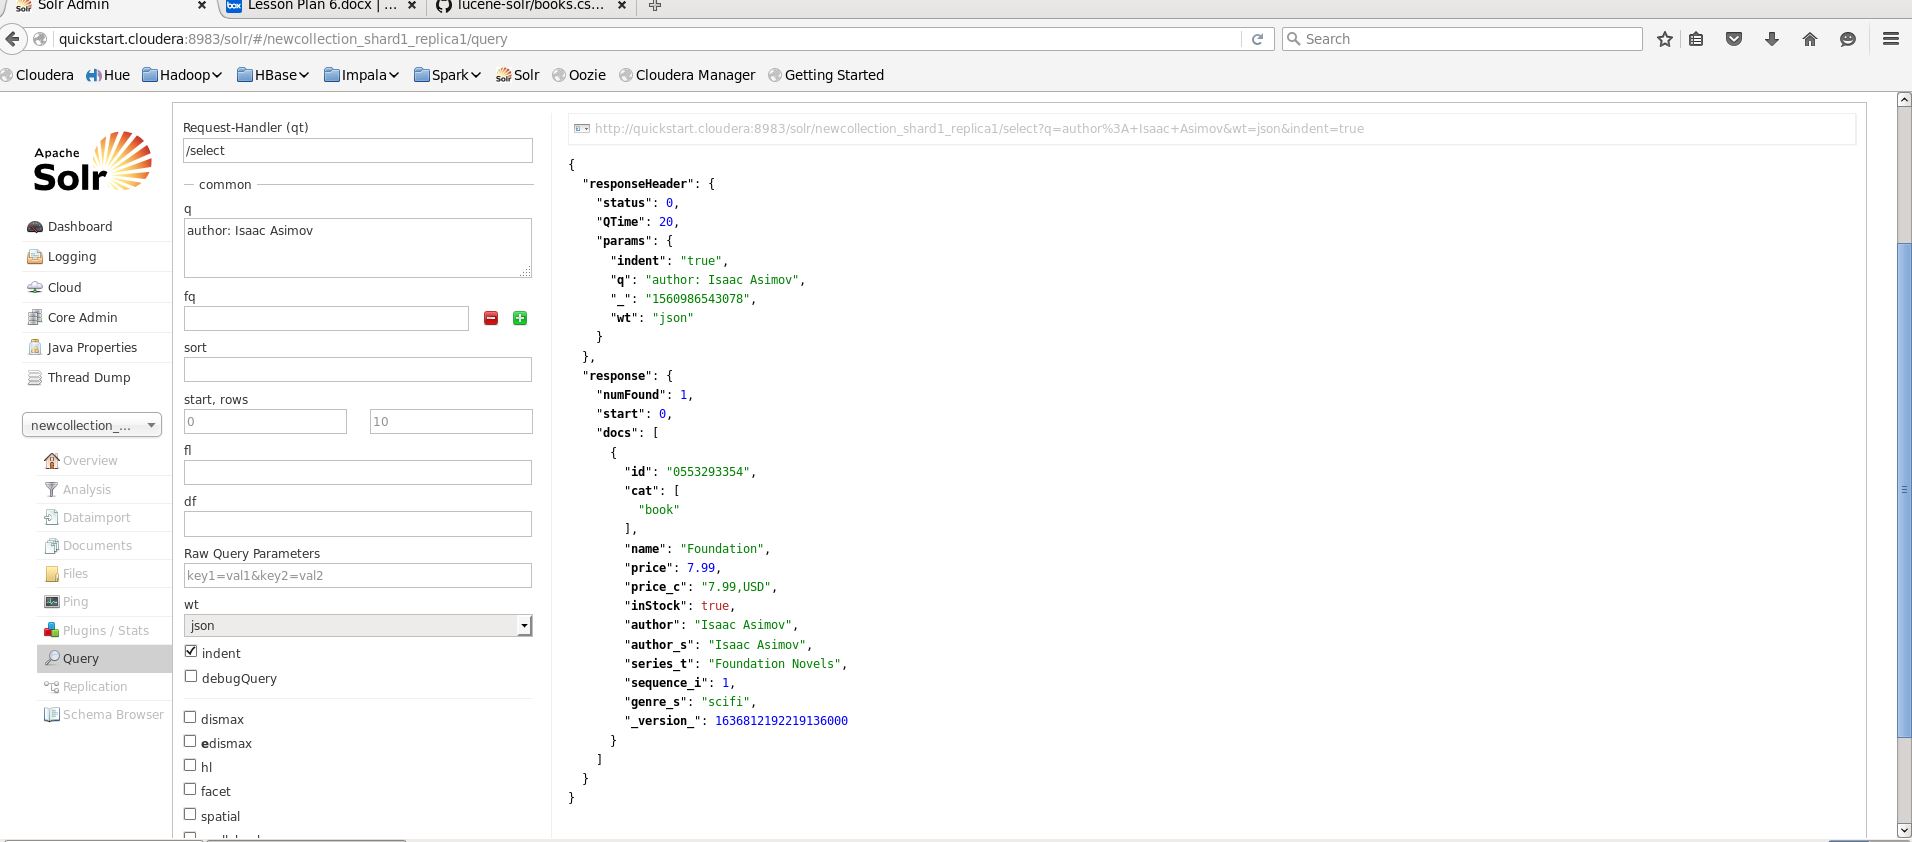 Solr Admin
Lesson Plan 6.docx | ...
lucene-solr/books.cs...
quickstart.cloudera:8983/solr/#/newcollection_shard1_replica1/query
Search
Cloudera Hue Hadoop HBase Impala Spark Solr Oozie Cloudera Manager Getting Started
Apache
Solr
Dashboard
Logging
Cloud
Core Admin
Java Properties
Thread Dump
newcollection_...
Overview
Analysis
Dataimport
Documents
Files
Ping
Plugins / Stats
Query
Replication
Schema Browser
Request-Handler (qt)
/select
common
q
author: Isaac Asimov
fq
sort
start, rows
0
10
fl
df
Raw Query Parameters
key1=val1&key2=val2
wt
json
indent
debugQuery
dismax
edismax
hl
facet
spatial
http://quickstart.cloudera:8983/solr/newcollection_shard1_replica1/select?q=author%3A+Isaac+Asimov&wt=json&indent=true
{
"responseHeader": {
"status": 0,
"QTime": 20,
"params": {
"indent": "true",
"q": "author: Isaac Asimov",
"_": "1560986543078",
"wt": "json"
}
},
"response": {
"numFound": 1,
"start": 0,
"docs": [
{
"id": "0553293354",
"cat": [
"book"
],
"name": "Foundation",
"price": 7.99,
"price_c": "7.99,USD",
"inStock": true,
"author": "Isaac Asimov",
"author_s": "Isaac Asimov",
"series_t": "Foundation Novels",
"sequence_i": 1,
"genre_s": "scifi",
"_version_": 1636812192219136000
}
]
}
}